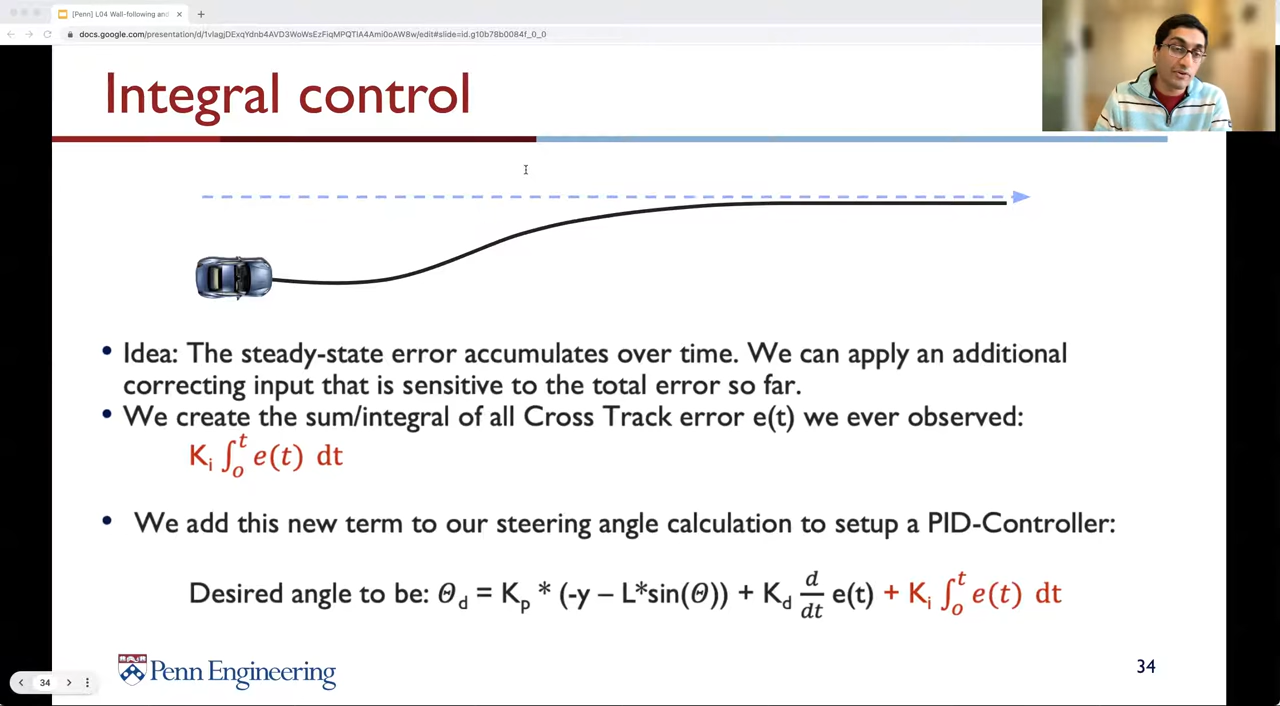 [Penn] L04 Wall-following and
docs.google.com/presentation/d/1vlagjDExqYdnb4AVD3WoWsEzFiqMPQTIA4Ami0oAW8w/edit#slide=id.g10b78b0084f_0_0
Integral control
• Idea: The steady-state error accumulates over time. We can apply an additional
correcting input that is sensitive to the total error so far.
• We create the sum/integral of all Cross Track error e(t) we ever observed:
Kᵢ ∫₀ᵗ e(t) dt
• We add this new term to our steering angle calculation to setup a PID-Controller:
Desired angle to be: Θ_d = K_p * (-y – L*sin(Θ)) + K_d d/dt e(t) + Kᵢ ∫₀ᵗ e(t) dt
Penn Engineering
34
34